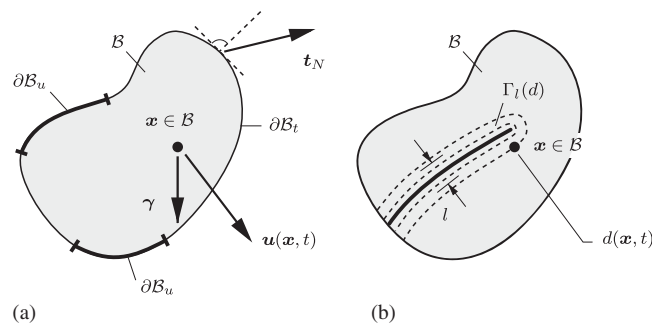 𝓑
𝒕_N
∂𝓑_u
𝒙 ∈ 𝓑
∂𝓑_t
𝜸
𝒖(𝒙, t)
∂𝓑_u
(a)
𝓑
Γ_l(d)
𝒙 ∈ 𝓑
l
d(𝒙, t)
(b)